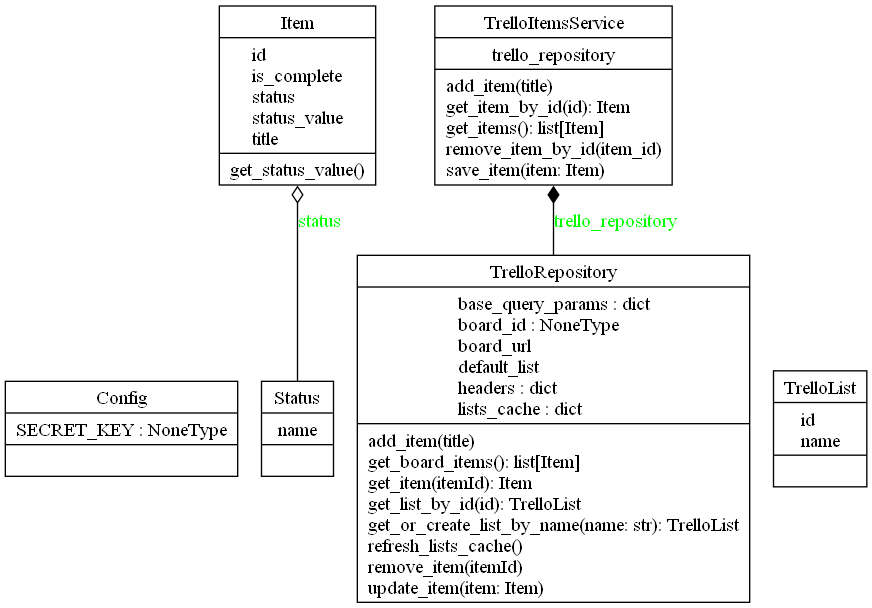 Item
id
is_complete
status
status_value
title
get_status_value()
TrelloItemsService
trello_repository
add_item(title)
get_item_by_id(id): Item
get_items(): list[Item]
remove_item_by_id(item_id)
save_item(item: Item)
status
trello_repository
TrelloRepository
base_query_params : dict
board_id : NoneType
board_url
default_list
headers : dict
lists_cache : dict
add_item(title)
get_board_items(): list[Item]
get_item(itemId): Item
get_list_by_id(id): TrelloList
get_or_create_list_by_name(name: str): TrelloList
refresh_lists_cache()
remove_item(itemId)
update_item(item: Item)
Config
SECRET_KEY : NoneType
Status
name
TrelloList
id
name